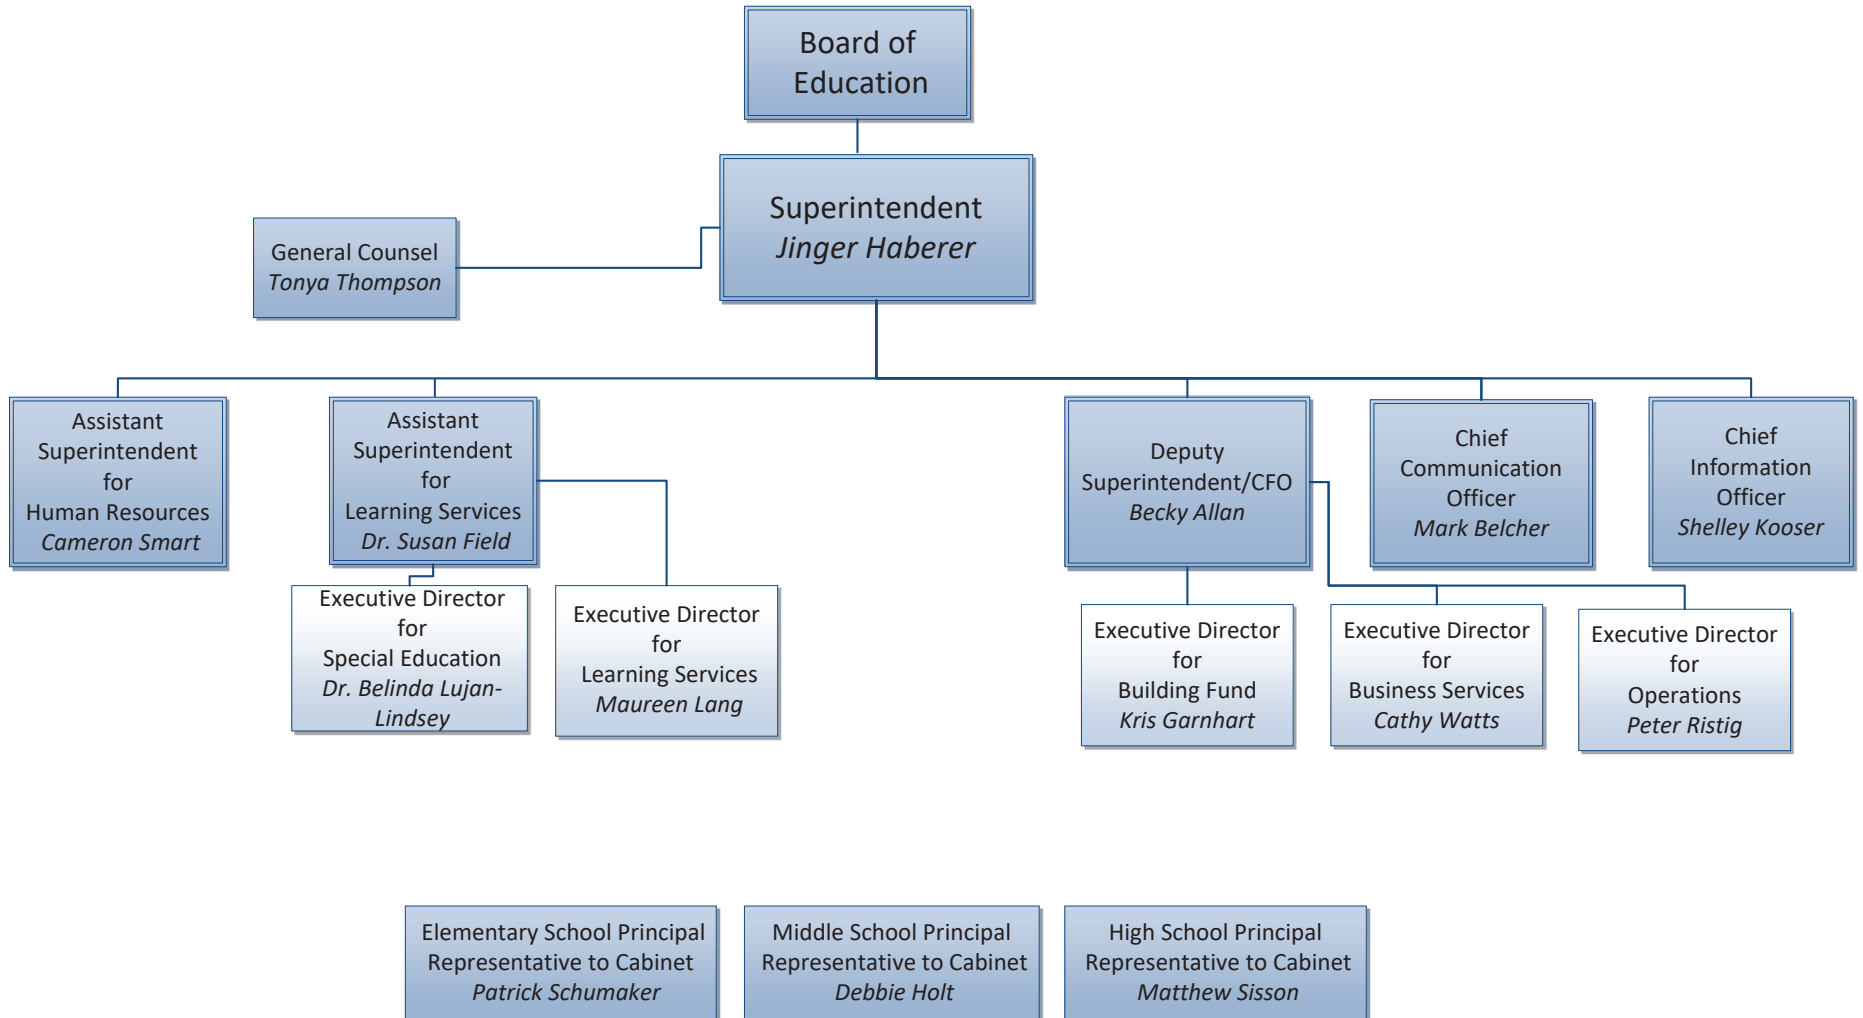 Board of
Education
Superintendent
Jinger Haberer
General Counsel
Tonya Thompson
Assistant
Superintendent
for
Human Resources
Cameron Smart
Assistant
Superintendent
for
Learning Services
Dr. Susan Field
Deputy
Superintendent/CFO
Becky Allan
Chief
Communication
Officer
Mark Belcher
Chief
Information
Officer
Shelley Kooser
Executive Director
for
Special Education
Dr. Belinda Lujan-
Lindsey
Executive Director
for
Learning Services
Maureen Lang
Executive Director
for
Building Fund
Kris Garnhart
Executive Director
for
Business Services
Cathy Watts
Executive Director
for
Operations
Peter Ristig
Elementary School Principal
Representative to Cabinet
Patrick Schumaker
Middle School Principal
Representative to Cabinet
Debbie Holt
High School Principal
Representative to Cabinet
Matthew Sisson